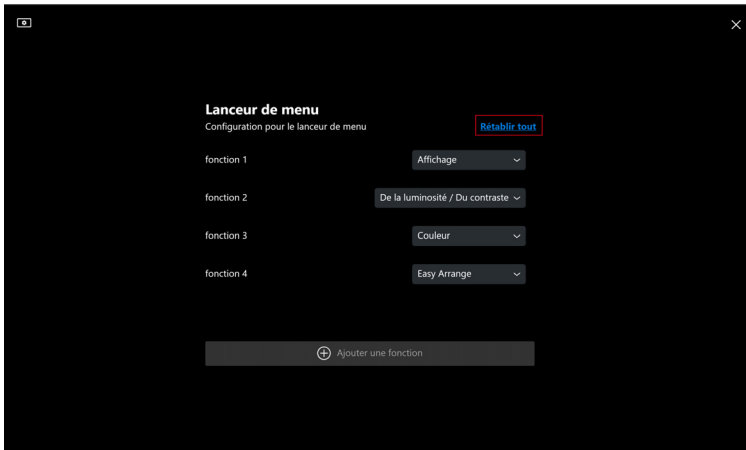 Lanceur de menu
Configuration pour le lanceur de menu Rétablir tout
fonction 1 Affichage
fonction 2 De la luminosité / Du contraste
fonction 3 Couleur
fonction 4 Easy Arrange
Ajouter une fonction